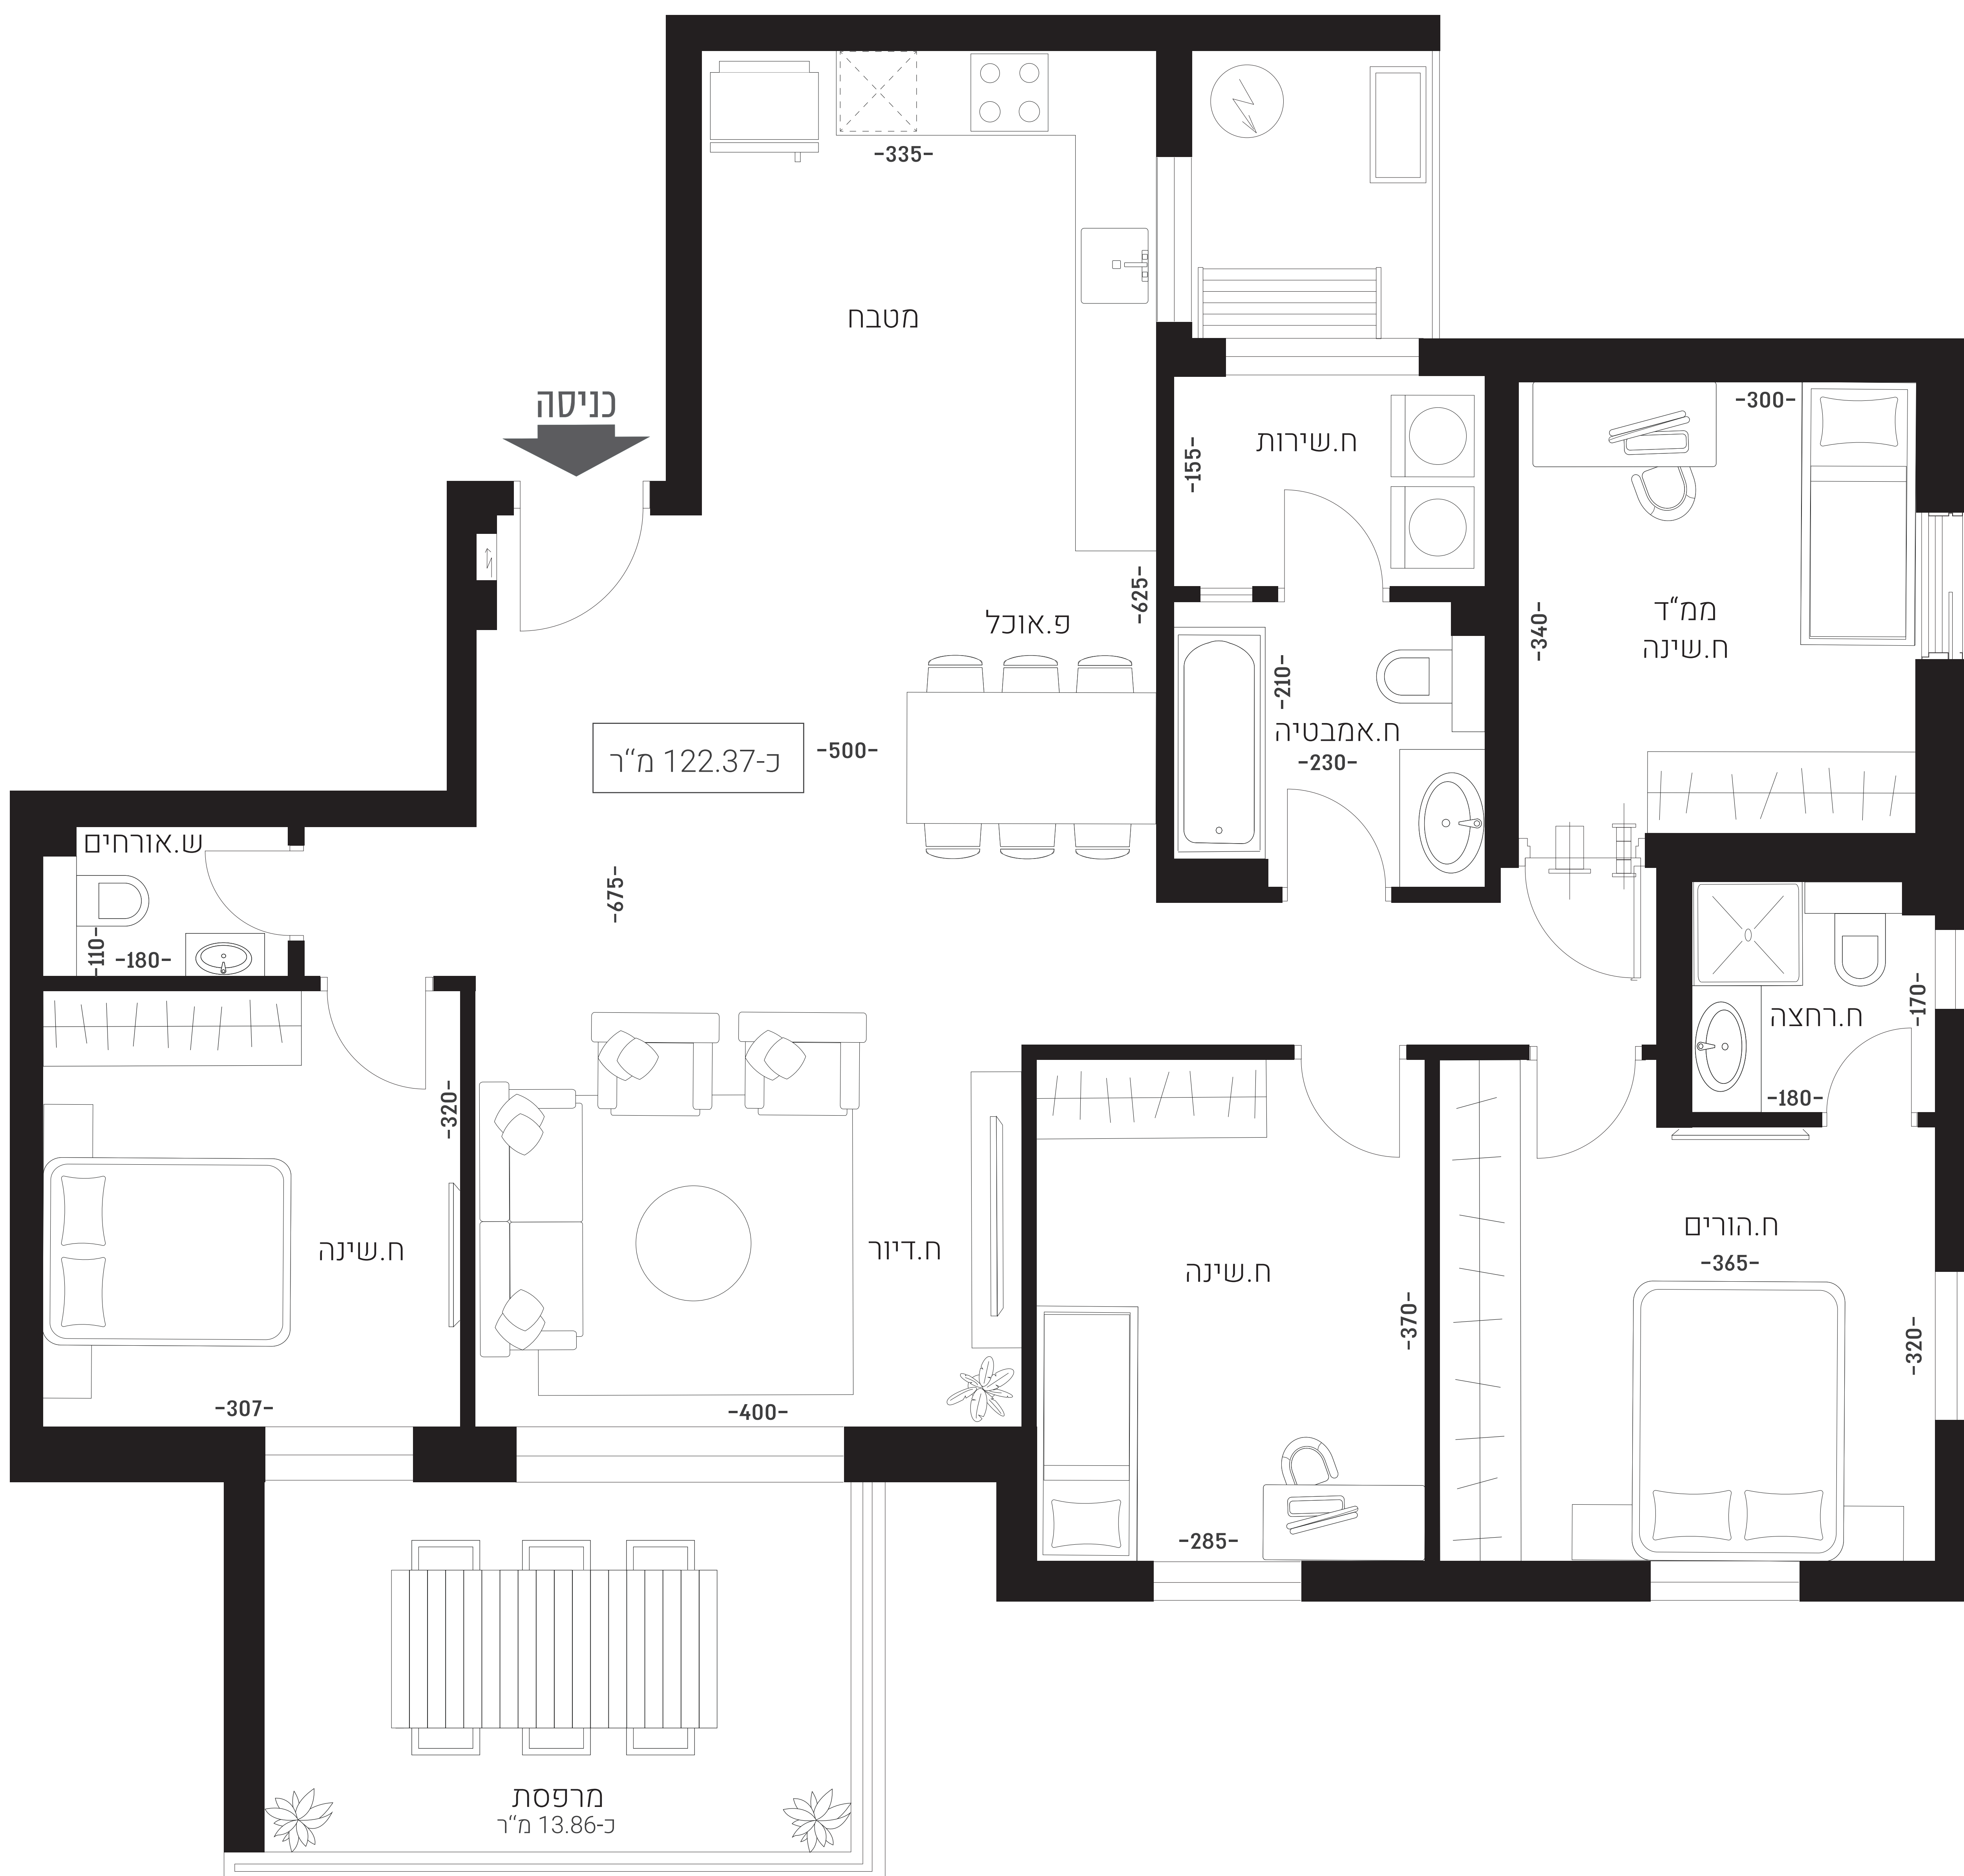 -335-
מטבח
כניסה
-300-
ח.שירות
-155-
-625-
פ.אוכל
ממ“ד
ח.שינה
-340-
-210-
ח.אמבטיה
-230-
כ-122.37 מ“ר
-500-
ש.אורחים
-675-
-110-
-180-
ח.רחצה
-170-
-180-
-320-
ח.שינה
-307-
ח.דיור
-400-
ח.שינה
-370-
-285-
ח.הורים
-365-
-320-
מרפסת
כ-13.86 מ“ר